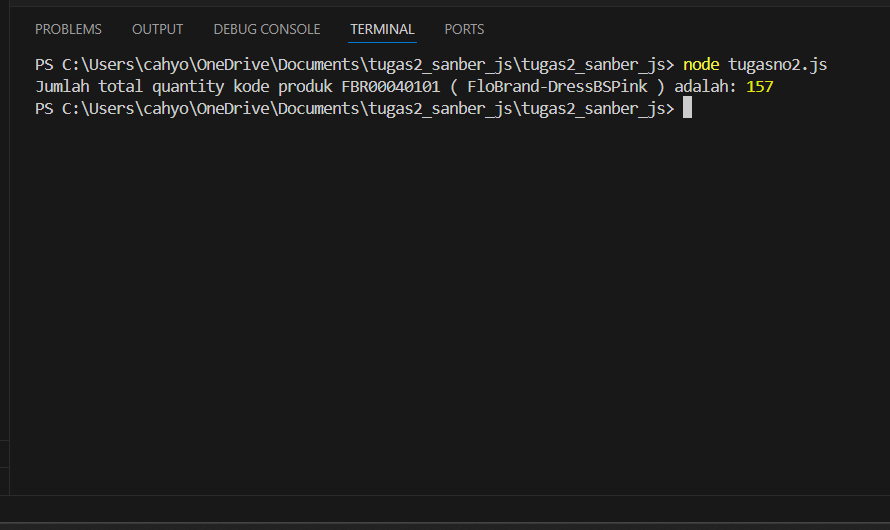 PROBLEMS OUTPUT DEBUG CONSOLE TERMINAL PORTS
PS C:\Users\cahyo\OneDrive\Documents\tugas2_sanber_js\tugas2_sanber_js> node tugasno2.js
Jumlah total quantity kode produk FBR00040101 ( FloBrand-DressBSPink ) adalah: 157
PS C:\Users\cahyo\OneDrive\Documents\tugas2_sanber_js\tugas2_sanber_js>